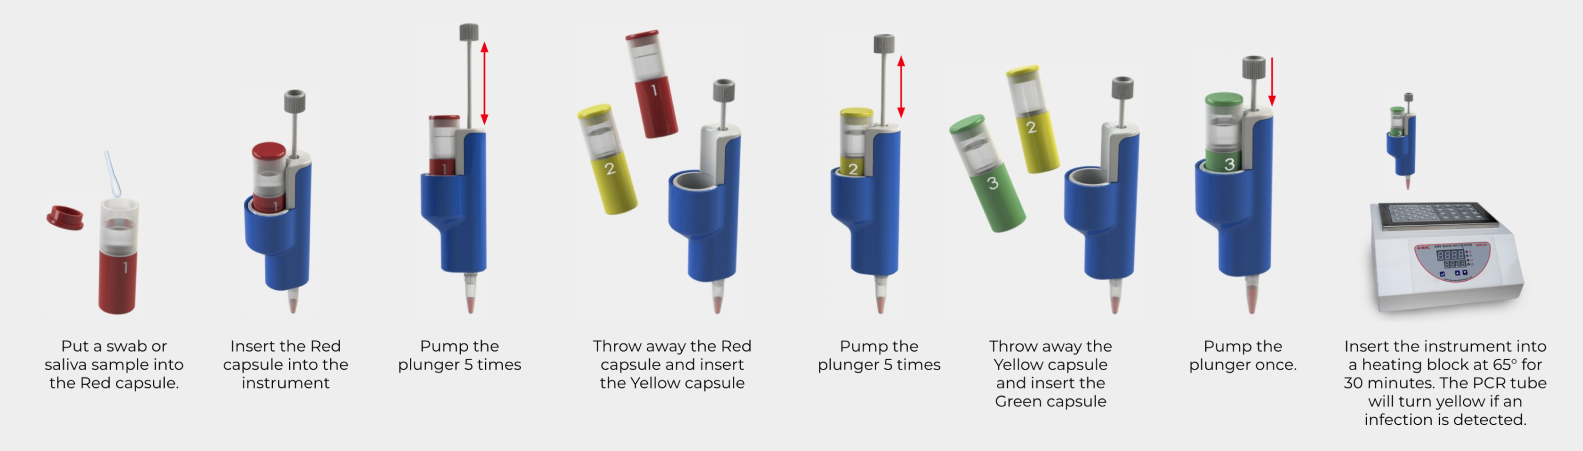 1
1
1
1
2
2
2
3
3
Put a swab or
saliva sample into
the Red capsule.
Insert the Red
capsule into the
instrument
Pump the
plunger 5 times
Throw away the Red
capsule and insert
the Yellow capsule
Pump the
plunger 5 times
Throw away the
Yellow capsule
and insert the
Green capsule
Pump the
plunger once.
Insert the instrument into
a heating block at 65° for
30 minutes. The PCR tube
will turn yellow if an
infection is detected.